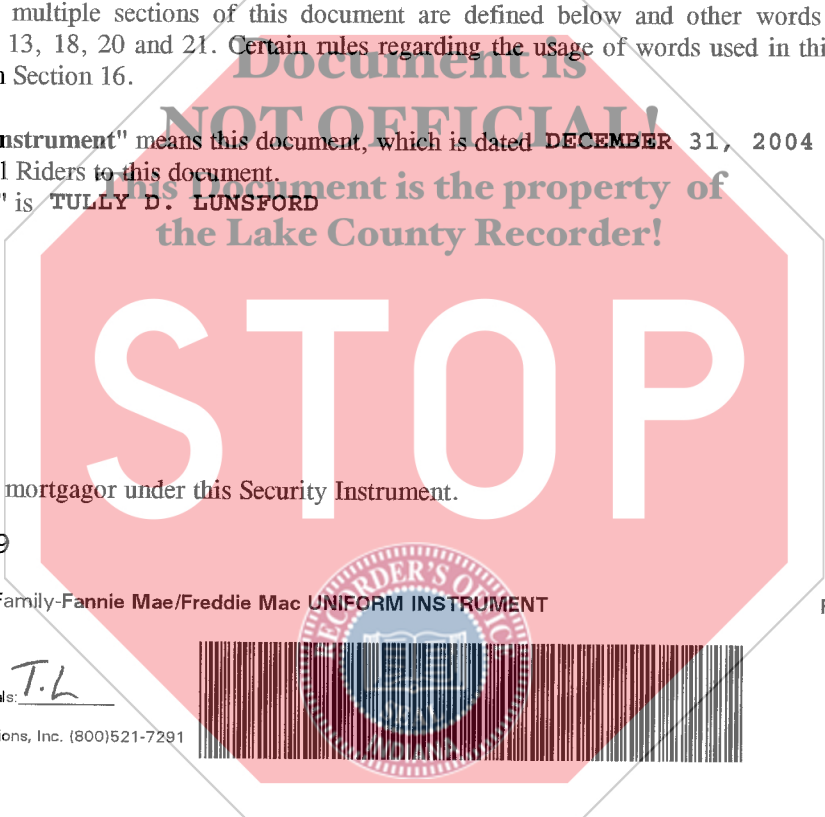 multiple sections of this document are defined below and other words
13, 18, 20 and 21. Certain rules regarding the usage of words used in thi
n Section 16.
Document is
NOT OFFICIAL!
nstrument" means this document, which is dated DECEMBER 31, 2004
l Riders to this document.
This Document is the property of
" is TULLY D. LUNSFORD
the Lake County Recorder!
STOP
mortgagor under this Security Instrument.
9
Family-Fannie Mae/Freddie Mac UNIFORM INSTRUMENT
RECORDER'S OFFICE
SEAL
INDIANA
ls: T.L
ions, Inc. (800)521-7291